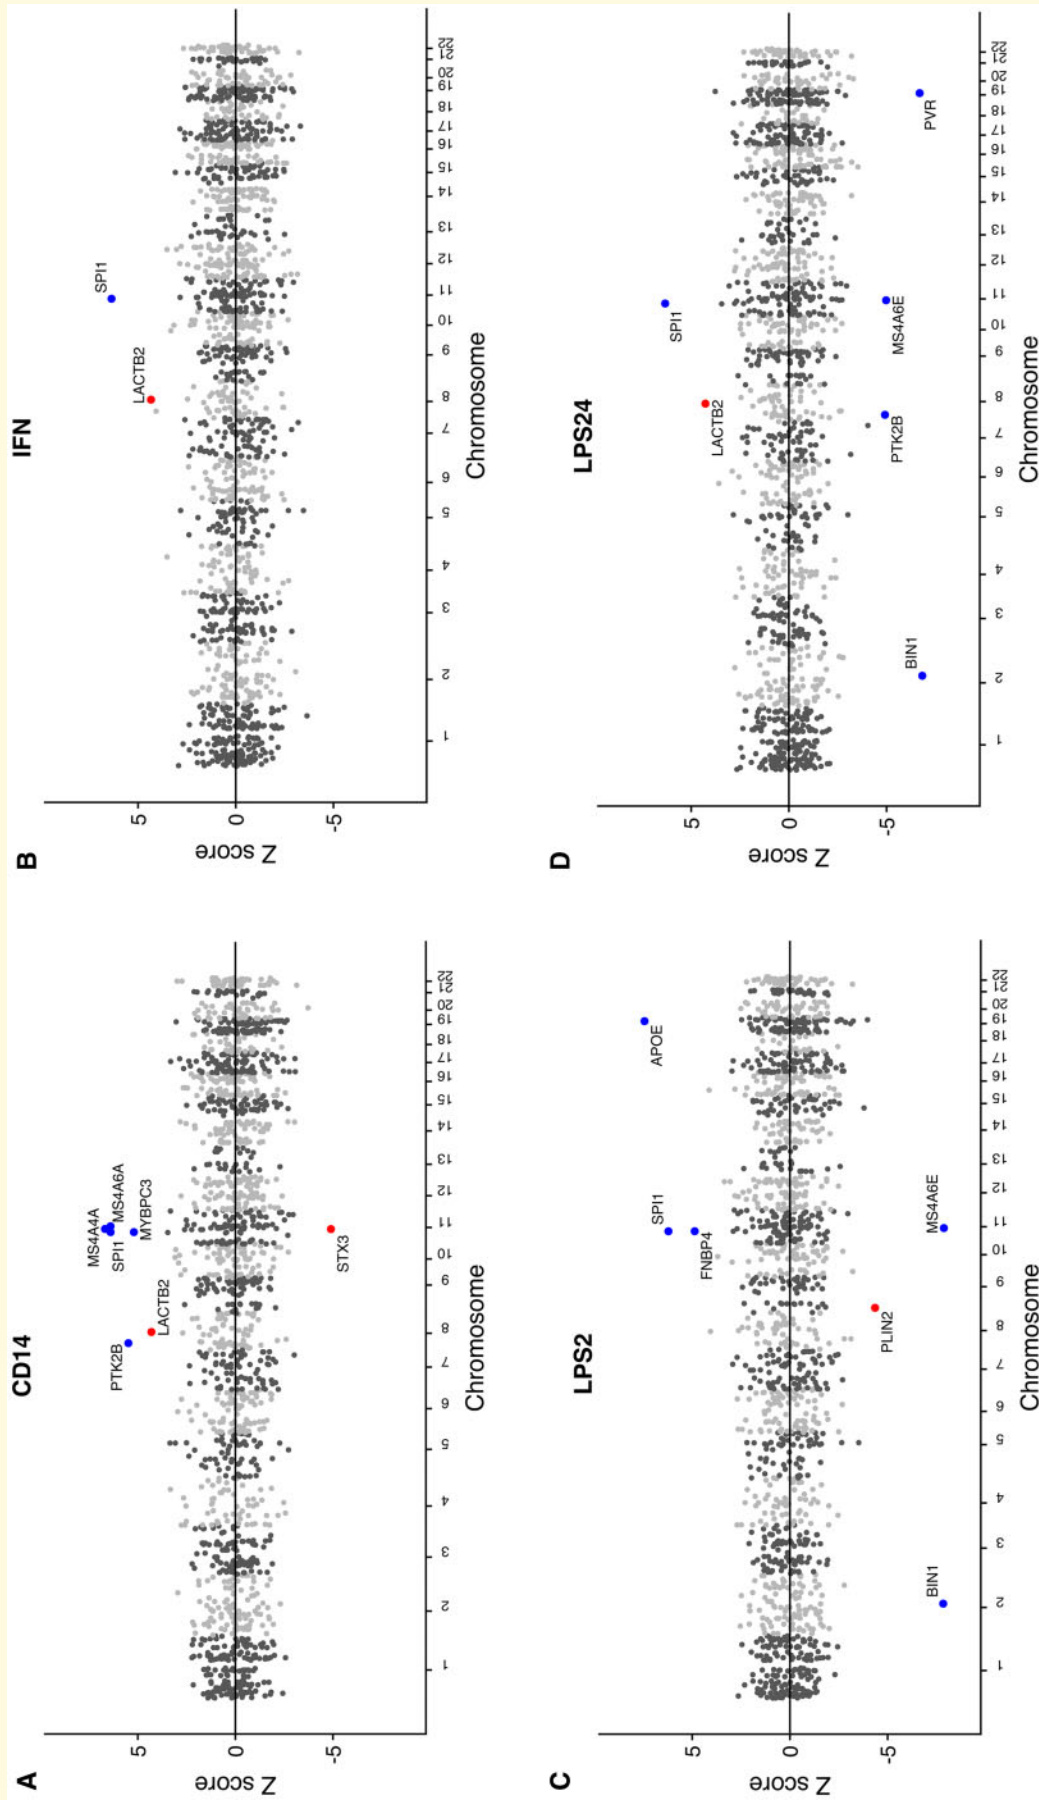 A
CD14
Z score
5
0
-5
MS4A4A
MS4A6A
SPI1
MYBPC3
PTK2B
LACTB2
STX3
1 2 3 4 5 6 7 8 9 10 11 12 13 14 15 16 17 18 19 20 21 22
Chromosome
B
IFN
Z score
5
0
-5
SPI1
LACTB2
1 2 3 4 5 6 7 8 9 10 11 12 13 14 15 16 17 18 19 20 21 22
Chromosome
C
LPS2
Z score
5
0
-5
APOE
SPI1
FNBP4
PLIN2
MS4A6E
BIN1
1 2 3 4 5 6 7 8 9 10 11 12 13 14 15 16 17 18 19 20 21 22
Chromosome
D
LPS24
Z score
5
0
-5
SPI1
LACTB2
PTK2B
MS4A6E
BIN1
PVR
1 2 3 4 5 6 7 8 9 10 11 12 13 14 15 16 17 18 19 20 21 22
Chromosome